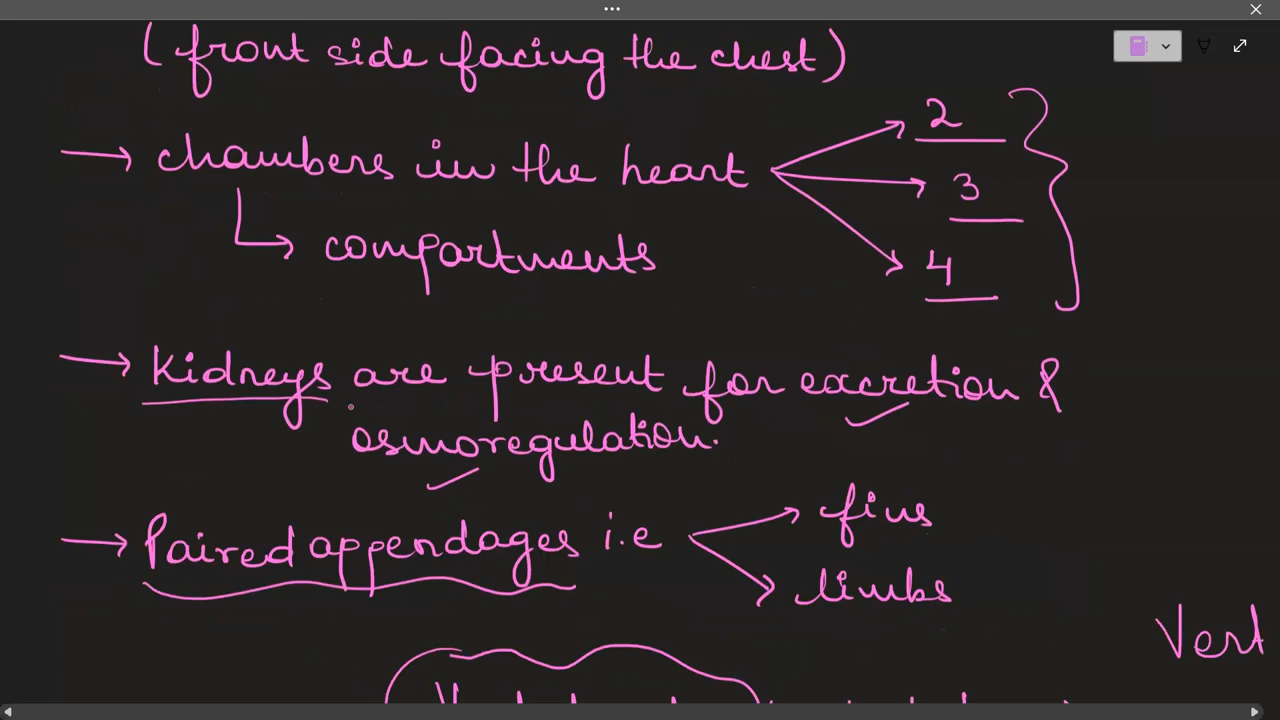 (front side facing the chest)
→ chambers in the heart → 2
→ 3
→ 4
↳ compartments
→ Kidneys are present for excretion &
osmoregulation.
→ Paired appendages i.e → fins
→ limbs
Vert